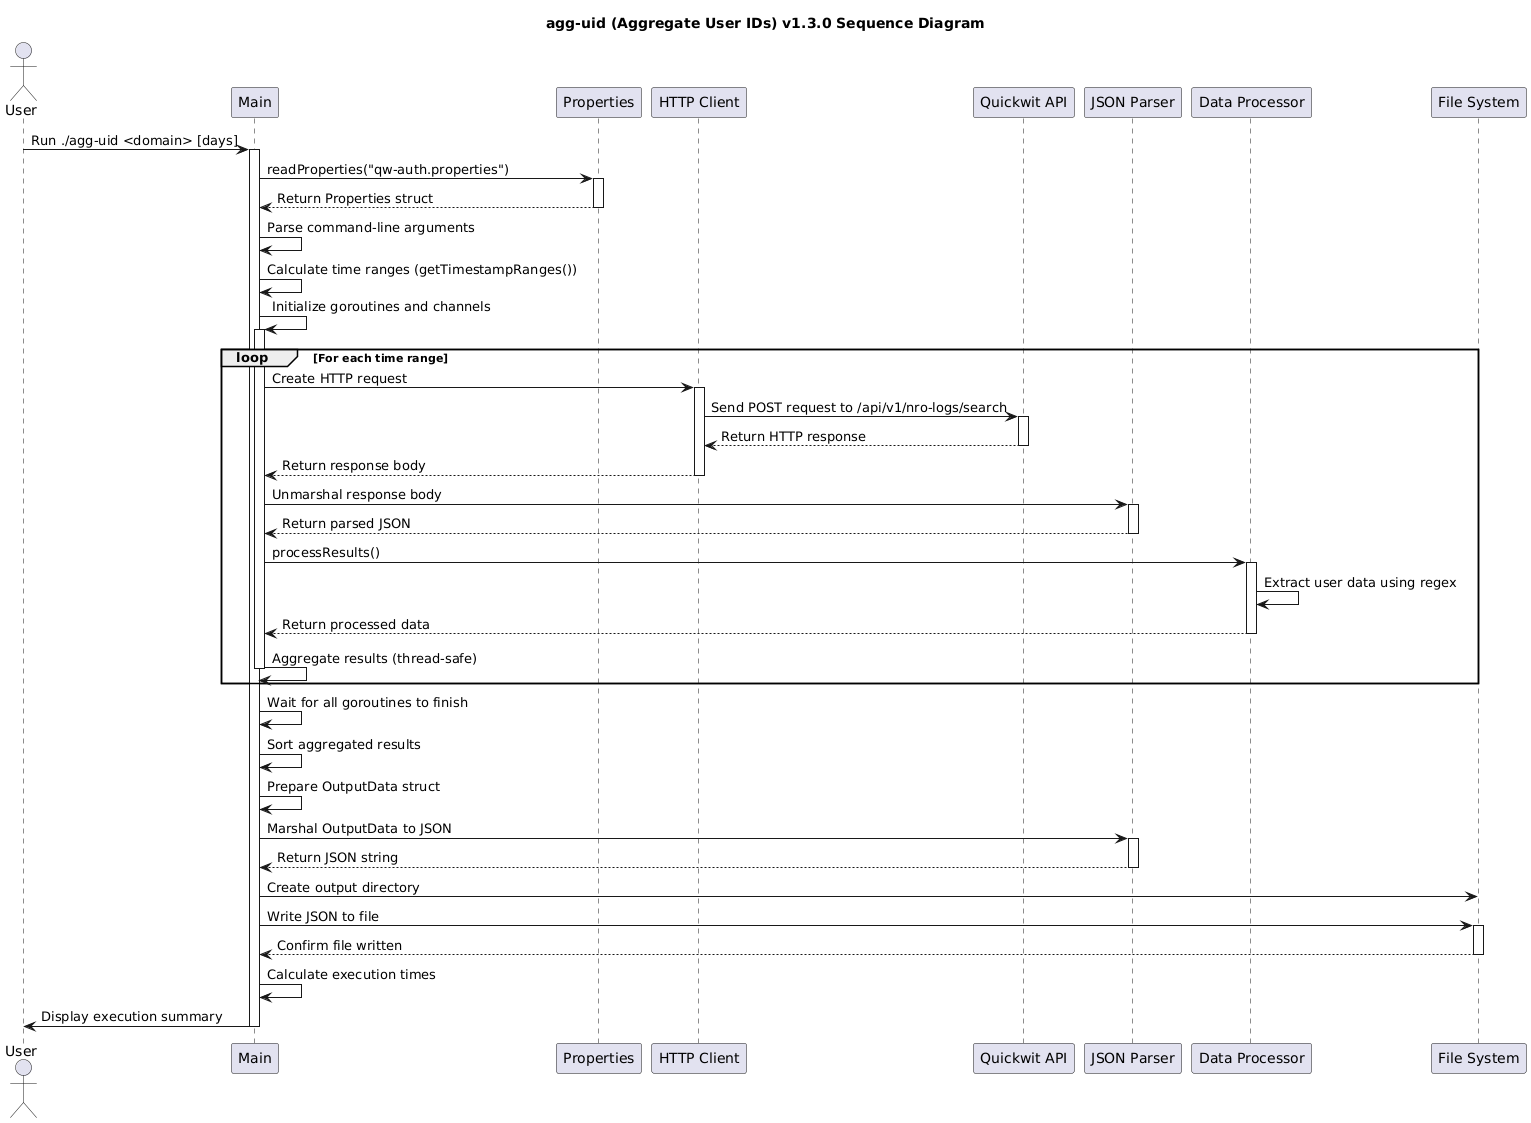 agg-uid (Aggregate User IDs) v1.3.0 Sequence Diagram
User
Main
Properties
HTTP Client
Quickwit API
JSON Parser
Data Processor
File System
Run ./agg-uid <domain> [days]
readProperties("qw-auth.properties")
Return Properties struct
Parse command-line arguments
Calculate time ranges (getTimestampRanges())
Initialize goroutines and channels
loop
[For each time range]
Create HTTP request
Send POST request to /api/v1/nro-logs/search
Return HTTP response
Return response body
Unmarshal response body
Return parsed JSON
processResults()
Extract user data using regex
Return processed data
Aggregate results (thread-safe)
Wait for all goroutines to finish
Sort aggregated results
Prepare OutputData struct
Marshal OutputData to JSON
Return JSON string
Create output directory
Write JSON to file
Confirm file written
Calculate execution times
Display execution summary
User
Main
Properties
HTTP Client
Quickwit API
JSON Parser
Data Processor
File System